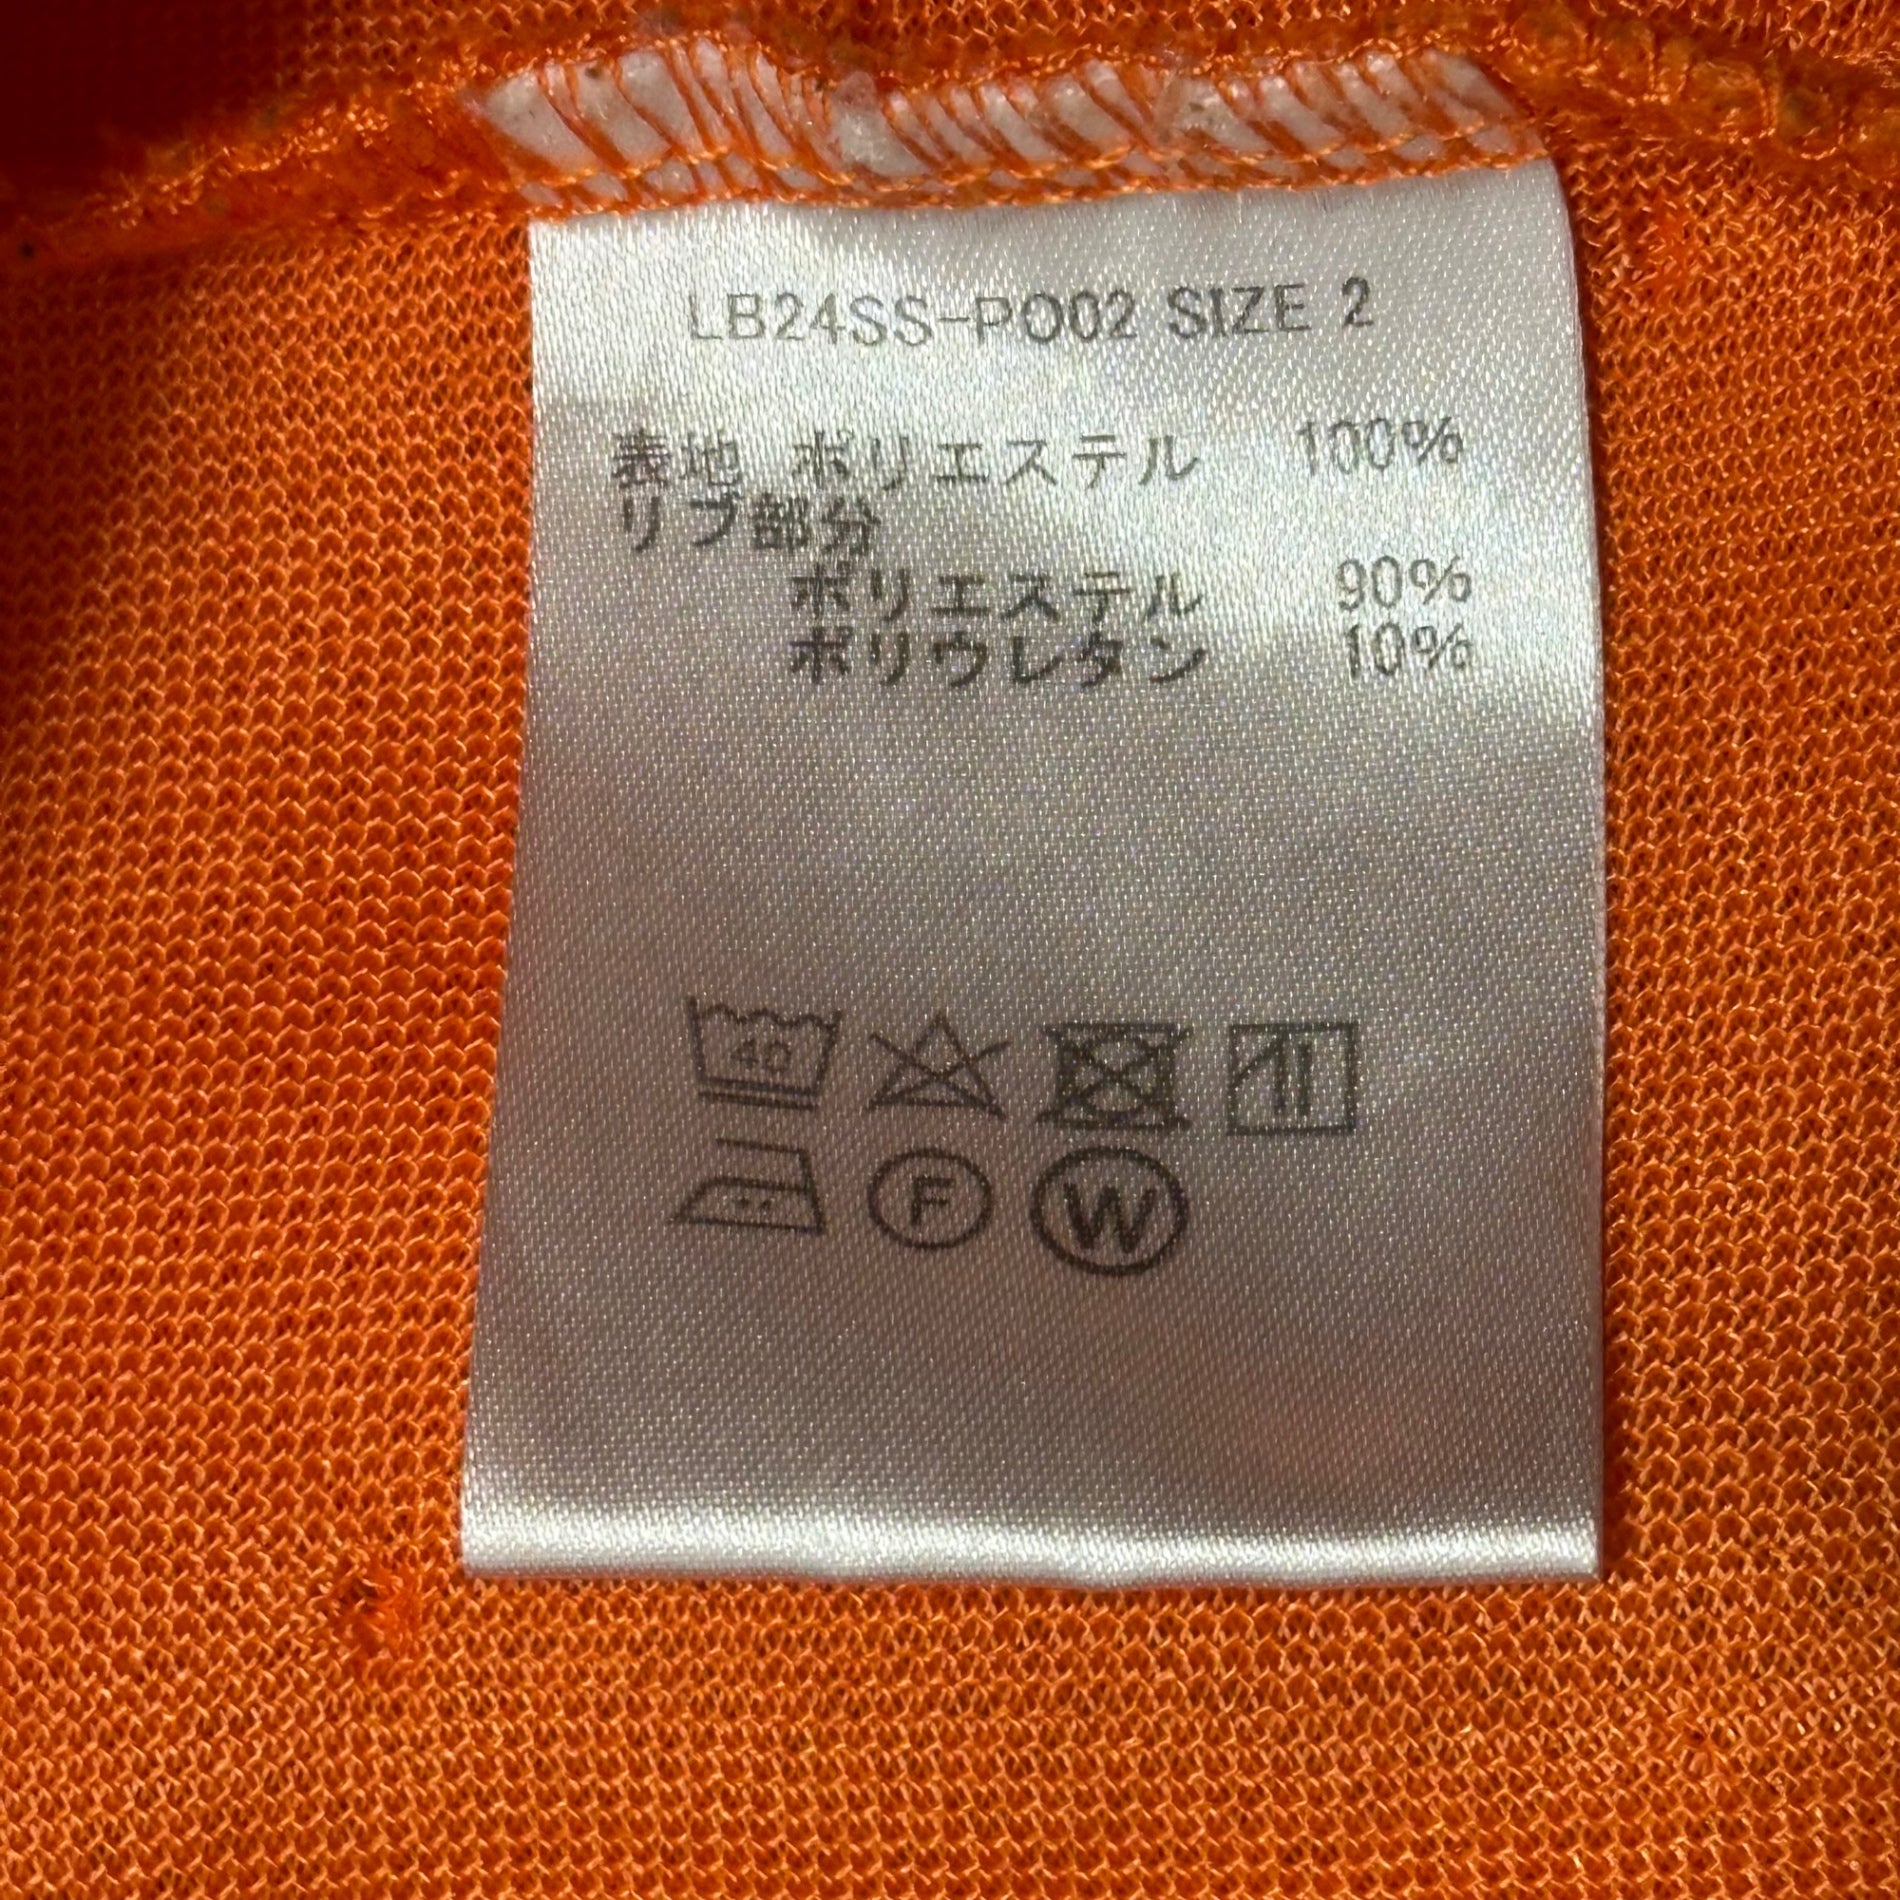 LB24SS-PO02 SIZE 2
表地 ポリエステル 100%
リブ部分
ポリエステル 90%
ポリウレタン 10%
40
F W